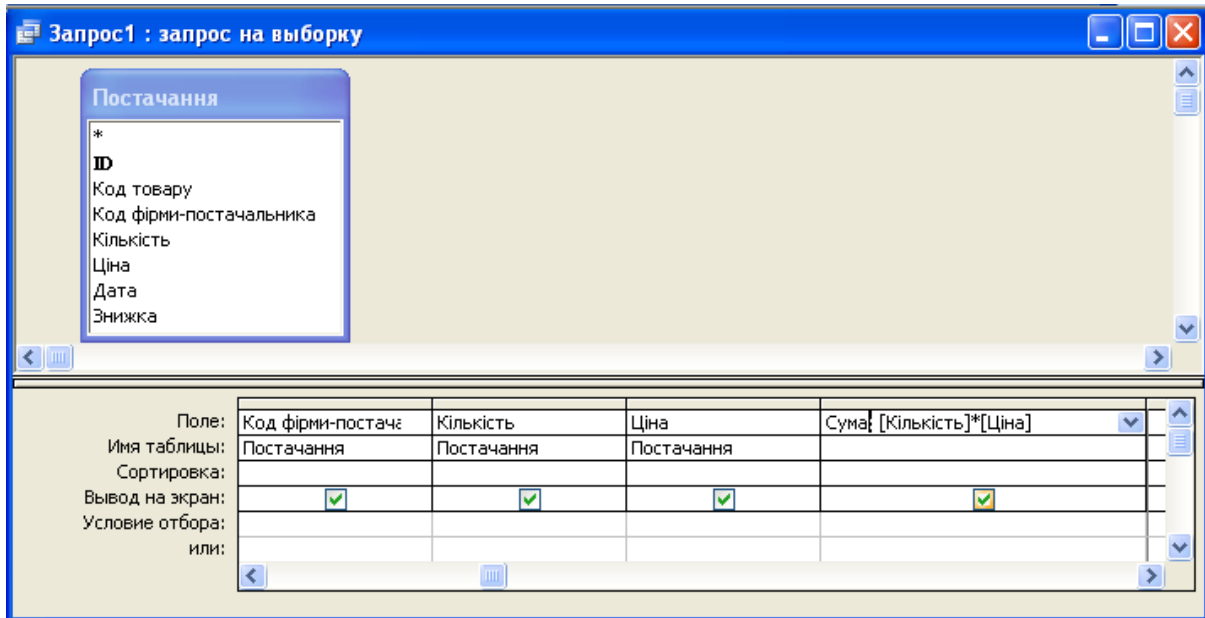 Запрос1 : запрос на выборку
Постачання
*
ID
Код товару
Код фірми-постачальника
Кількість
Ціна
Дата
Знижка
Поле: Код фірми-постача Кількість Ціна Сума: [Кількість]*[Ціна]
Имя таблицы: Постачання Постачання Постачання
Сортировка:
Вывод на экран:
Условие отбора:
или: